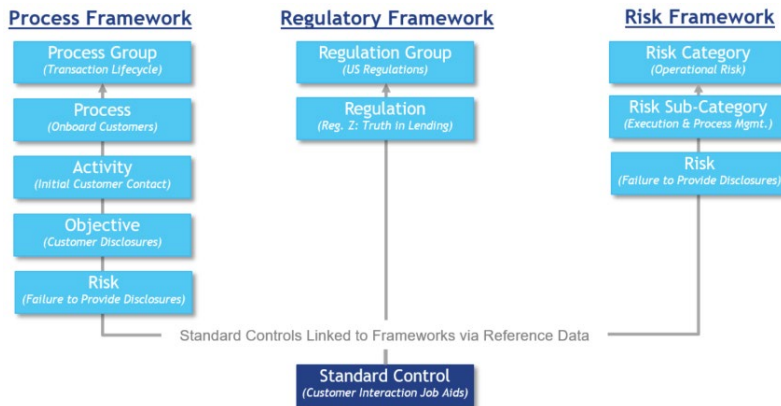 Process Framework
Process Group
(Transaction Lifecycle)
Process
(Onboard Customers)
Activity
(Initial Customer Contact)
Objective
(Customer Disclosures)
Risk
(Failure to Provide Disclosures)
Regulatory Framework
Regulation Group
(US Regulations)
Regulation
(Reg. Z: Truth in Lending)
Risk Framework
Risk Category
(Operational Risk)
Risk Sub-Category
(Execution & Process Mgmt.)
Risk
(Failure to Provide Disclosures)
Standard Controls Linked to Frameworks via Reference Data
Standard Control
(Customer Interaction Job Aids)